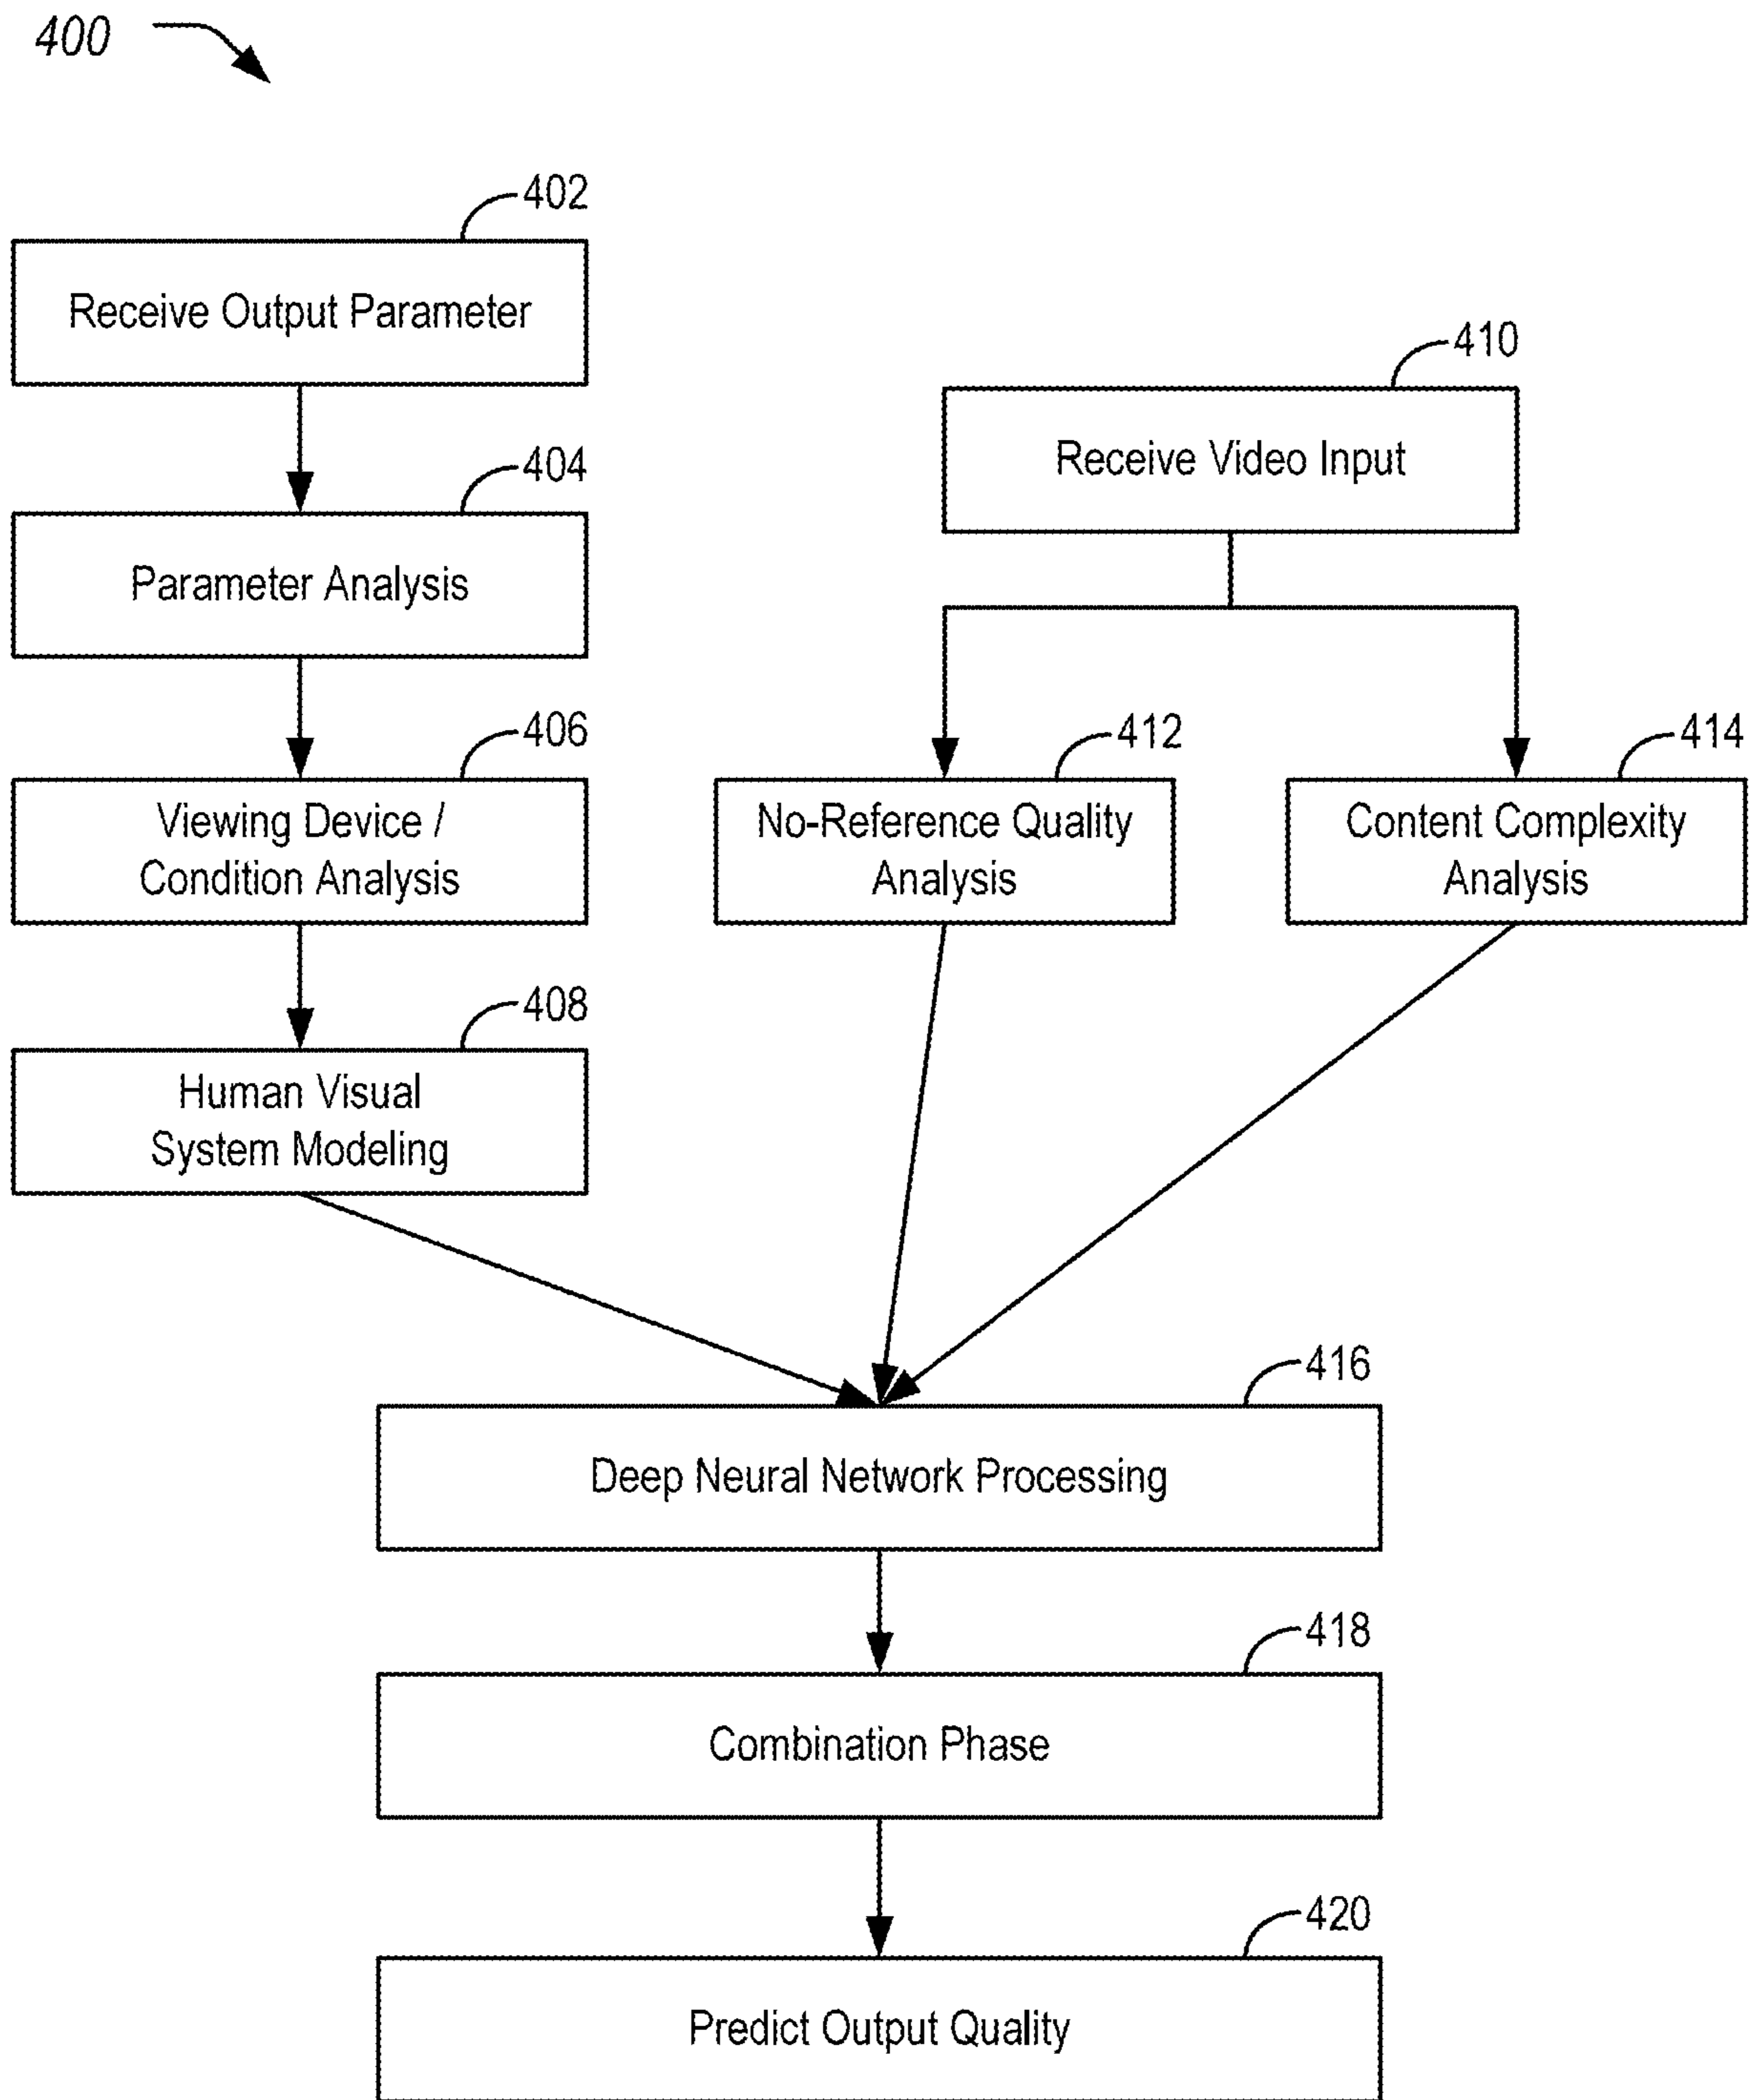 400
402
Receive Output Parameter
404
Parameter Analysis
406
Viewing Device /
Condition Analysis
408
Human Visual
System Modeling
410
Receive Video Input
412
No-Reference Quality
Analysis
414
Content Complexity
Analysis
416
Deep Neural Network Processing
418
Combination Phase
420
Predict Output Quality